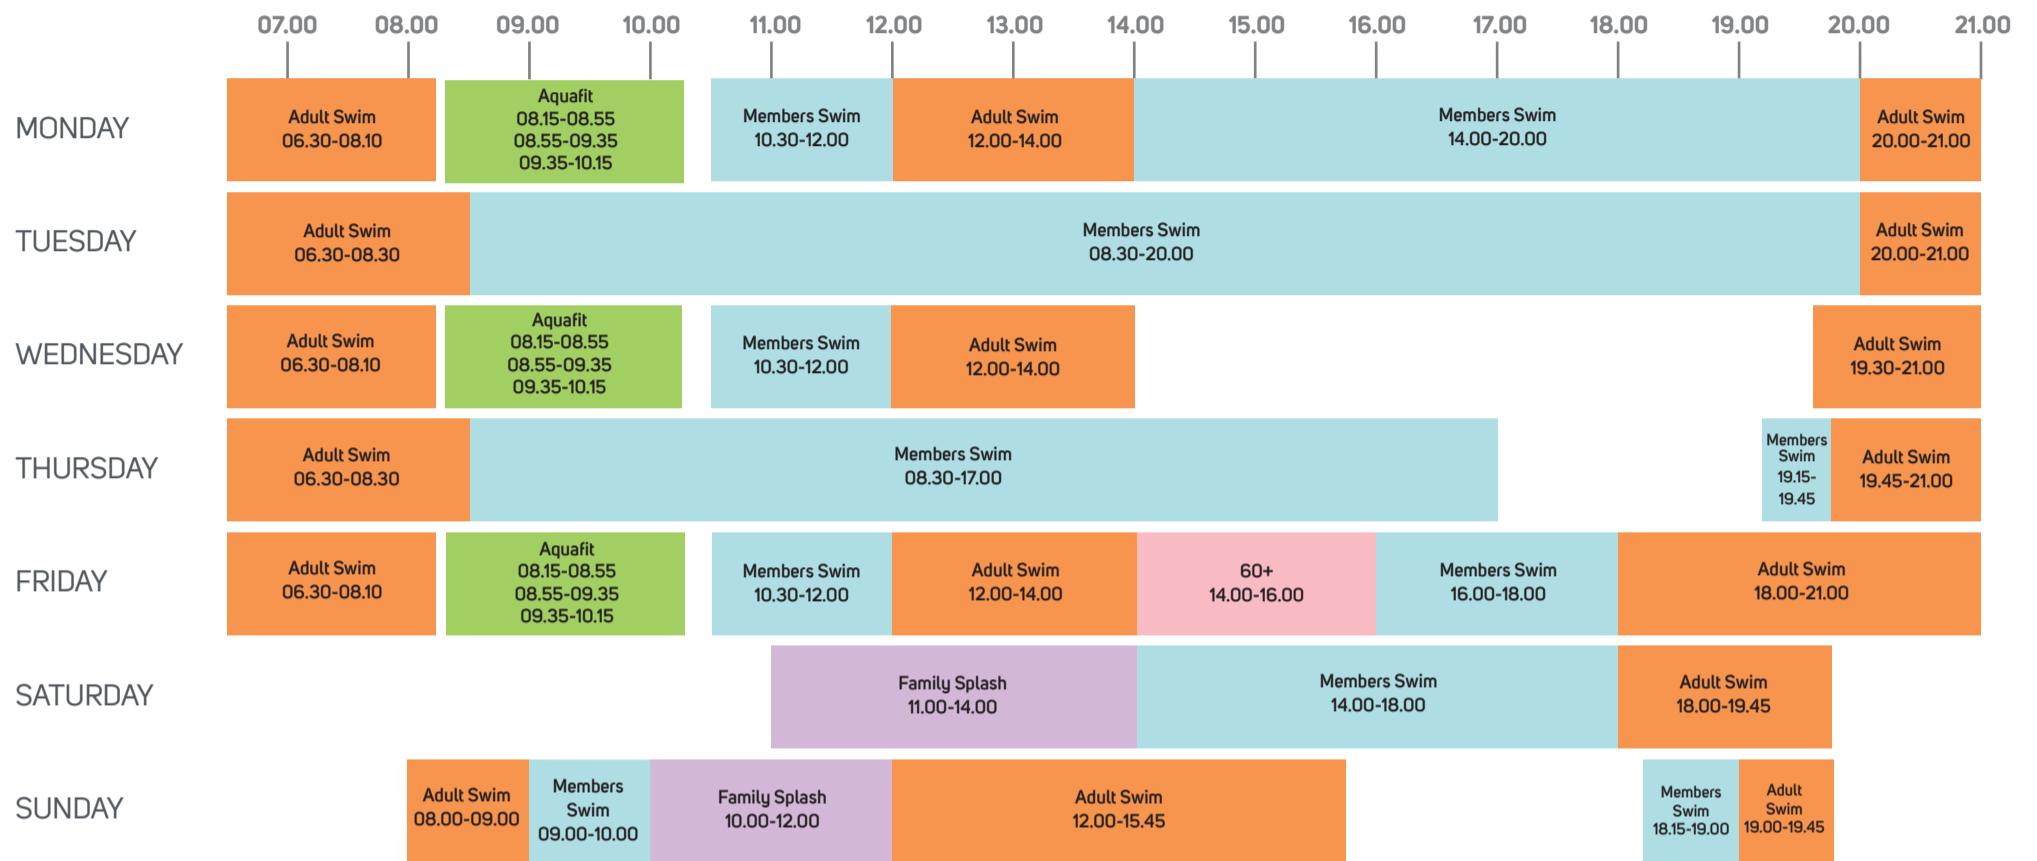 07.00 08.00 09.00 10.00 11.00 12.00 13.00 14.00 15.00 16.00 17.00 18.00 19.00 20.00 21.00
MONDAY
Adult Swim
06.30-08.10
Aquafit
08.15-08.55
08.55-09.35
09.35-10.15
Members Swim
10.30-12.00
Adult Swim
12.00-14.00
Members Swim
14.00-20.00
Adult Swim
20.00-21.00
TUESDAY
Adult Swim
06.30-08.30
Members Swim
08.30-20.00
Adult Swim
20.00-21.00
WEDNESDAY
Adult Swim
06.30-08.10
Aquafit
08.15-08.55
08.55-09.35
09.35-10.15
Members Swim
10.30-12.00
Adult Swim
12.00-14.00
Adult Swim
19.30-21.00
THURSDAY
Adult Swim
06.30-08.30
Members Swim
08.30-17.00
Members
Swim
19.15-
19.45
Adult Swim
19.45-21.00
FRIDAY
Adult Swim
06.30-08.10
Aquafit
08.15-08.55
08.55-09.35
09.35-10.15
Members Swim
10.30-12.00
Adult Swim
12.00-14.00
60+
14.00-16.00
Members Swim
16.00-18.00
Adult Swim
18.00-21.00
SATURDAY
Family Splash
11.00-14.00
Members Swim
14.00-18.00
Adult Swim
18.00-19.45
SUNDAY
Adult Swim
08.00-09.00
Members
Swim
09.00-10.00
Family Splash
10.00-12.00
Adult Swim
12.00-15.45
Members
Swim
18.15-19.00
Adult
Swim
19.00-19.45